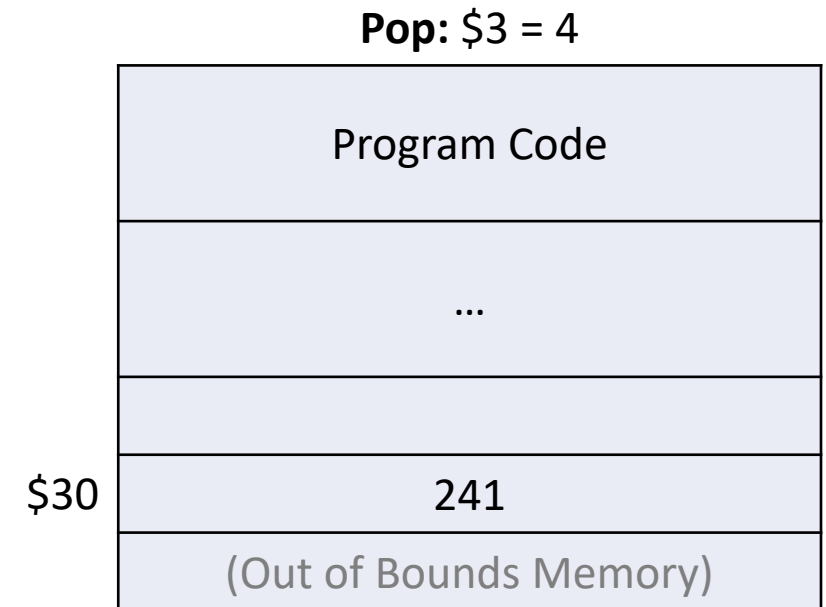 Pop: $3 = 4
Program Code
…
$30 241
(Out of Bounds Memory)